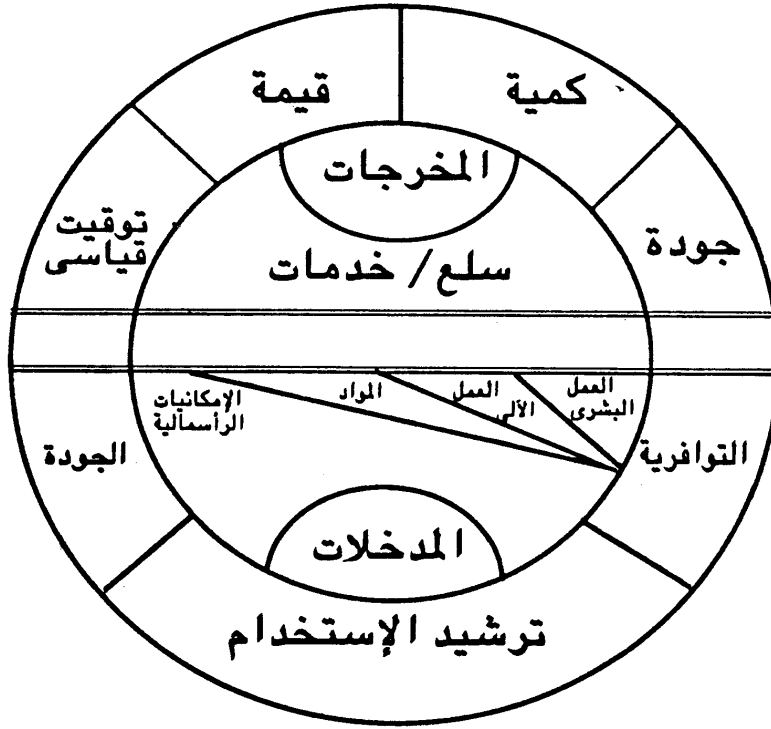 كمية
قيمة
المخرجات
جودة
توقيت
قياسى
سلع/ خدمات
العمل
البشرى
العمل
الآلى
المواد
الإمكانيات
الرأسمالية
التوافرية
الجودة
المدخلات
ترشيد الإستخدام